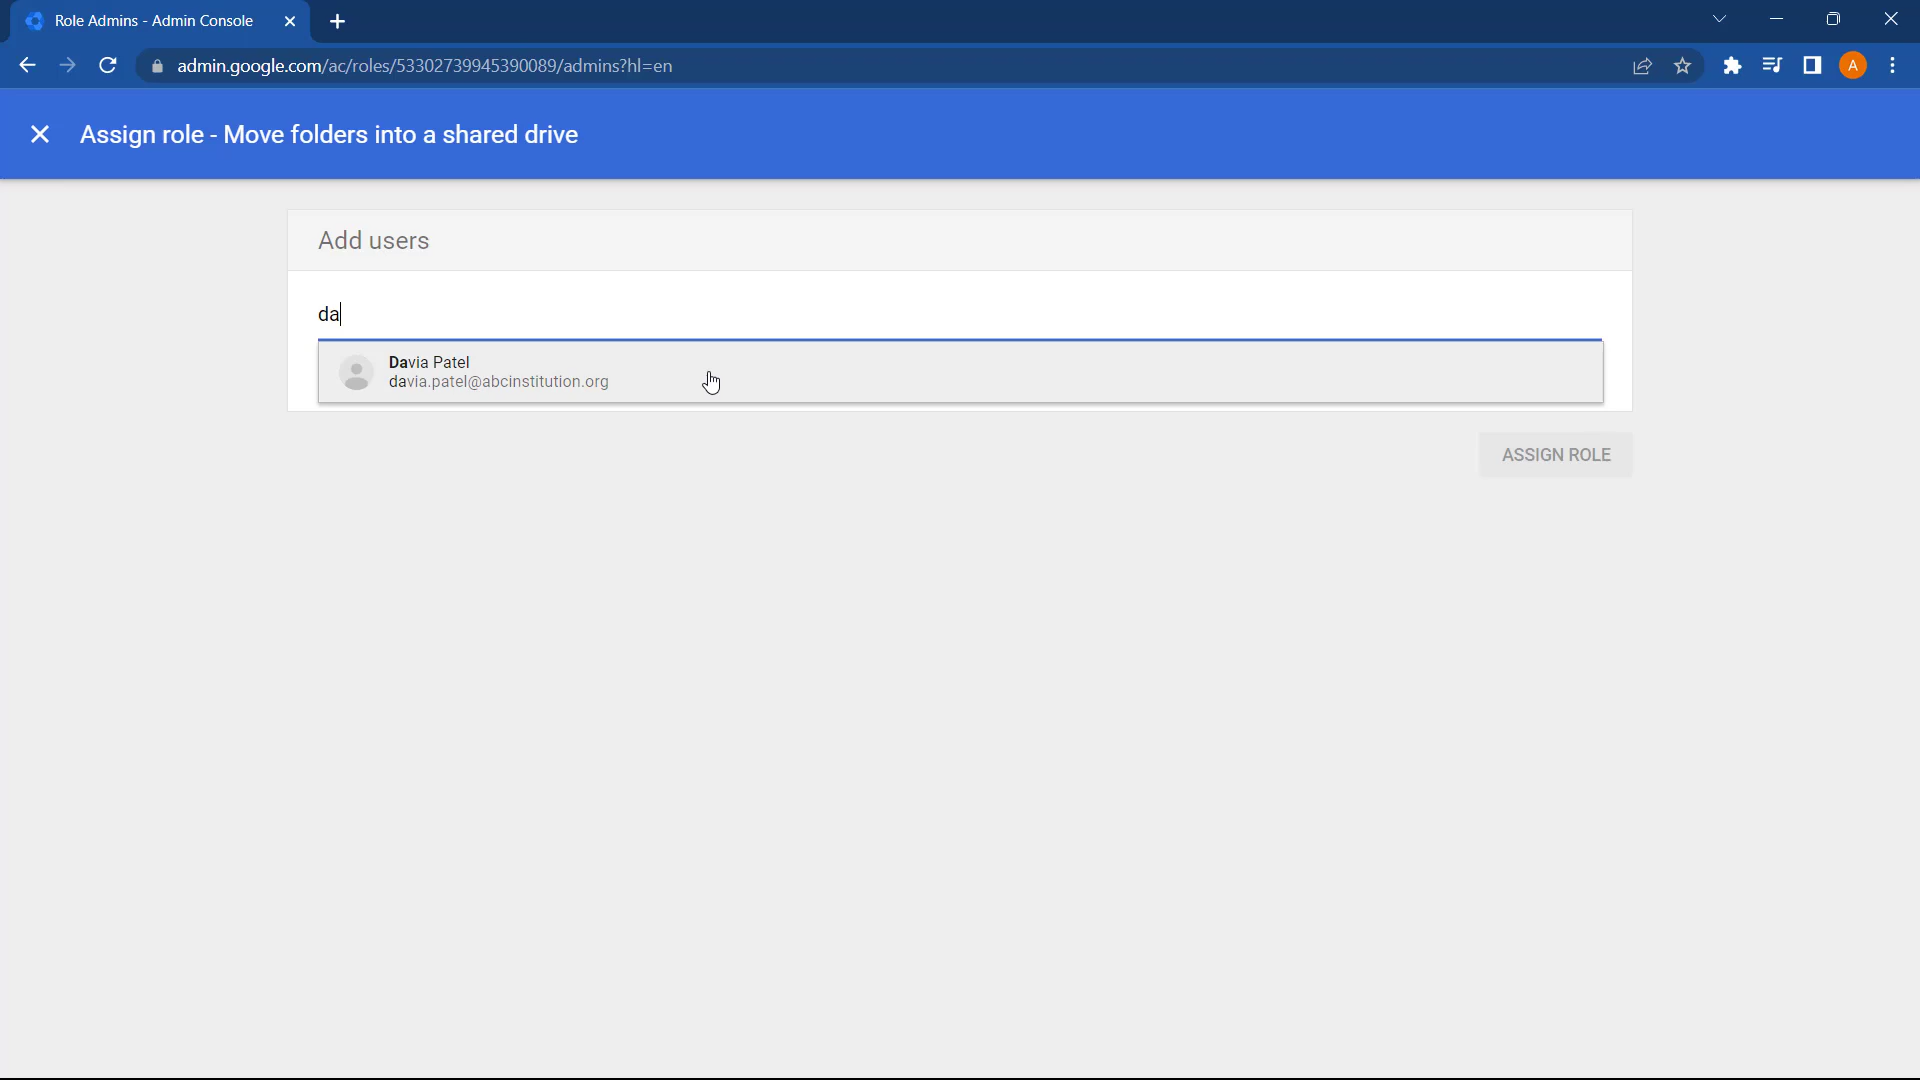 Role Admins - Admin Console
admin.google.com/ac/roles/53302739945390089/admins?hl=en
A
Assign role - Move folders into a shared drive
Add users
da
Davia Patel
davia.patel@abcinstitution.org
ASSIGN ROLE